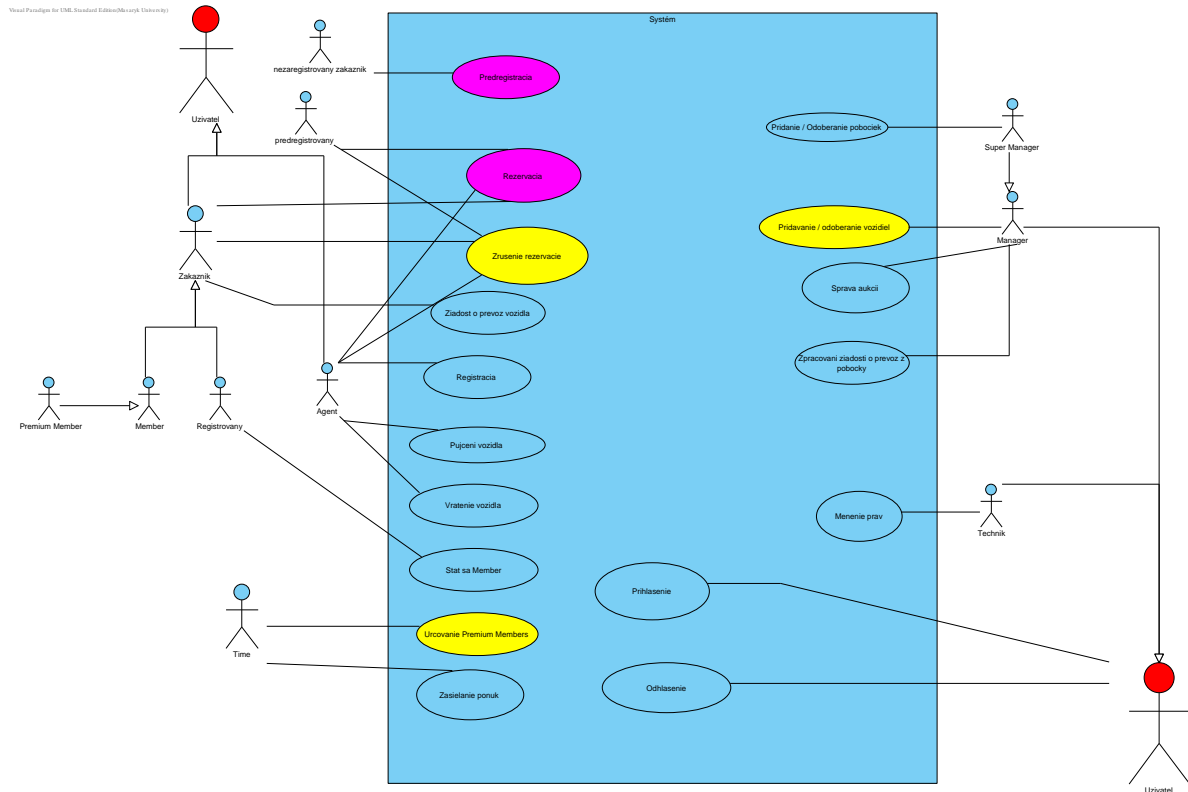 Visual Paradigm for UML Standard Edition(Masaryk University)
Systém
nezaregistrovany zakaznik
Predregistracia
Uzivatel
predregistrovany
Pridanie / Odoberanie pobociek
Super Manager
Rezervacia
Pridavanie / odoberanie vozidiel
Manager
Zrusenie rezervacie
Zakaznik
Sprava aukcii
Ziadost o prevoz vozidla
Zpracovani ziadosti o prevoz z
pobocky
Registracia
Agent
Premium Member
Member
Registrovany
Pujceni vozidla
Vratenie vozidla
Menenie prav
Technik
Stat sa Member
Prihlasenie
Urcovanie Premium Members
Time
Zasielanie ponuk
Odhlasenie
Uzivatel